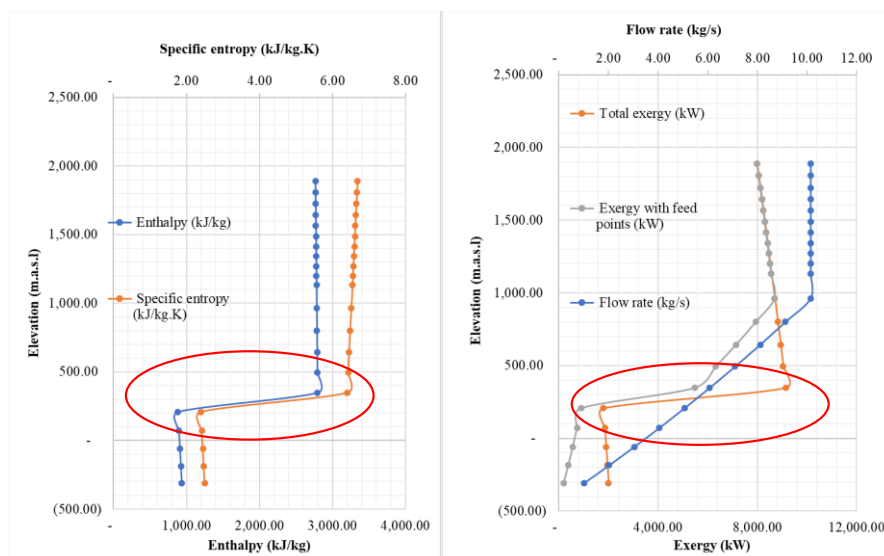 Specific entropy (kJ/kg.K)
- 2.00 4.00 6.00 8.00
2,500.00
2,000.00
1,500.00
1,000.00
500.00
-
(500.00)
Elevation (m.a.s.l)
Enthalpy (kJ/kg)
Specific entropy
(kJ/kg.K)
- 1,000.00 2,000.00 3,000.00 4,000.00
Enthalpy (kJ/kg)
Flow rate (kg/s)
- 2.00 4.00 6.00 8.00 10.00 12.00
2,500.00
2,000.00
1,500.00
1,000.00
500.00
-
(500.00)
Elevation (m.a.s.l)
Total exergy (kW)
Exergy with feed
points (kW)
Flow rate (kg/s)
- 4,000.00 8,000.00 12,000.00
Exergy (kW)